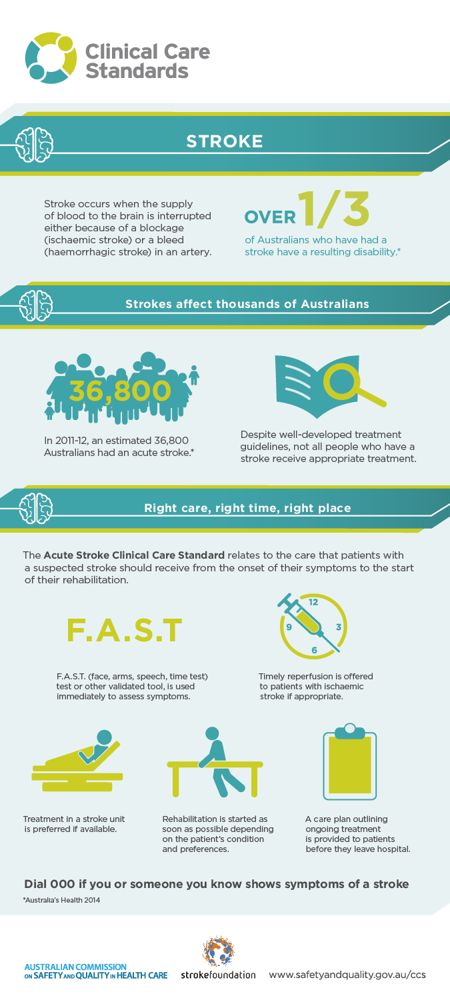 Clinical Care
Standards
STROKE
Stroke occurs when the supply
of blood to the brain is interrupted
either because of a blockage
(ischaemic stroke) or a bleed
(haemorrhagic stroke) in an artery.
OVER 1/3
of Australians who have had a
stroke have a resulting disability.*
Strokes affect thousands of Australians
36,800
In 2011-12, an estimated 36,800
Australians had an acute stroke.*
Despite well-developed treatment
guidelines, not all people who have a
stroke receive appropriate treatment.
Right care, right time, right place
The Acute Stroke Clinical Care Standard relates to the care that patients with
a suspected stroke should receive from the onset of their symptoms to the start
of their rehabilitation.
F.A.S.T
F.A.S.T. (face, arms, speech, time test)
test or other validated tool, is used
immediately to assess symptoms.
12
9 3
6
Timely reperfusion is offered
to patients with ischaemic
stroke if appropriate.
Treatment in a stroke unit
is preferred if available.
Rehabilitation is started as
soon as possible depending
on the patient's condition
and preferences.
A care plan outlining
ongoing treatment
is provided to patients
before they leave hospital.
Dial 000 if you or someone you know shows symptoms of a stroke
*Australia's Health 2014
AUSTRALIAN COMMISSION
ON SAFETY AND QUALITY IN HEALTH CARE
strokefoundation
www.safetyandquality.gov.au/ccs